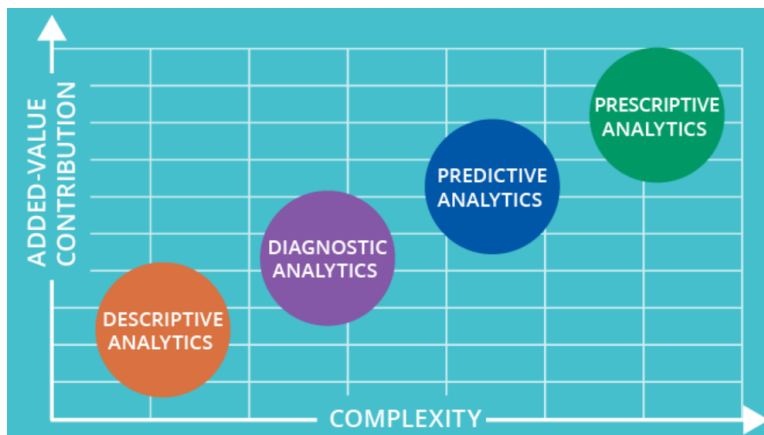 ADDED-VALUE
CONTRIBUTION
PRESCRIPTIVE
ANALYTICS
PREDICTIVE
ANALYTICS
DIAGNOSTIC
ANALYTICS
DESCRIPTIVE
ANALYTICS
COMPLEXITY